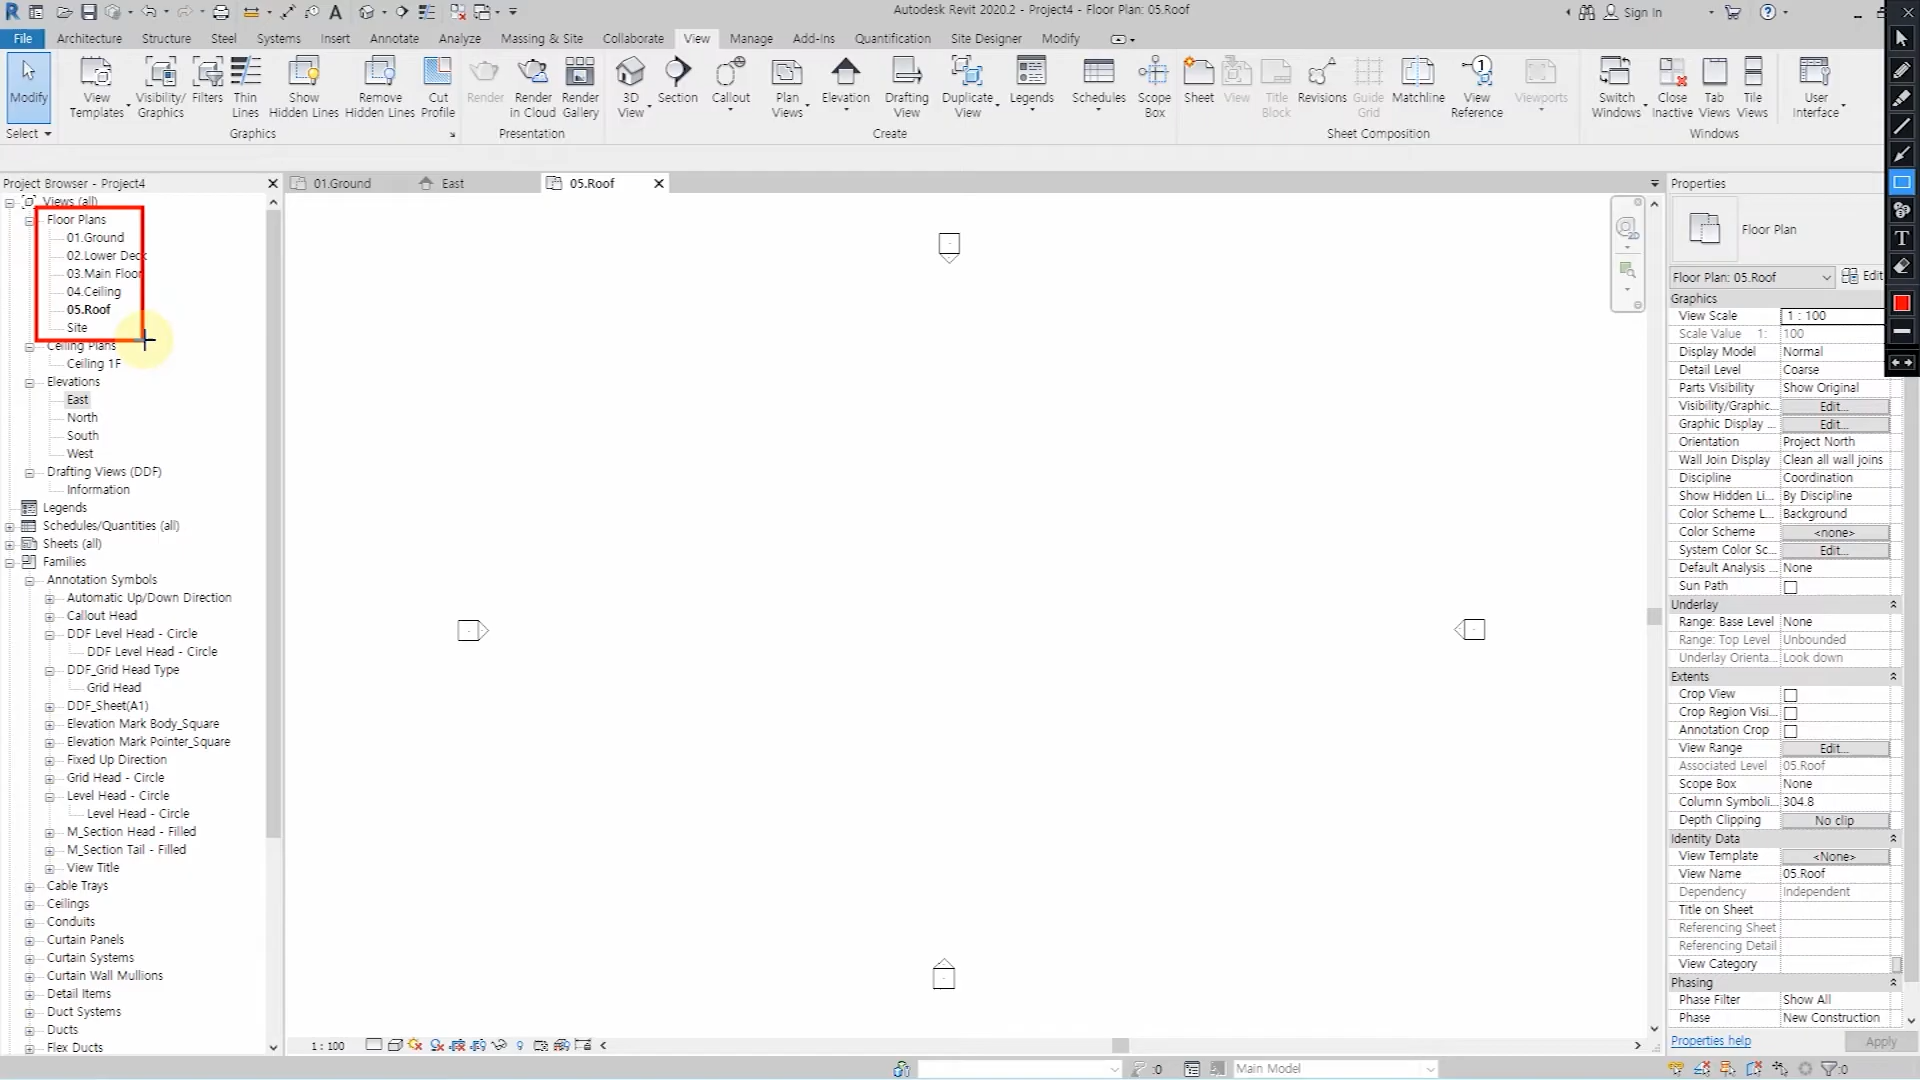 Autodesk Revit 2020.2 - Project4 - Floor Plan: 05.Roof
Sign In
File Architecture Structure Steel Systems Insert Annotate Analyze Massing & Site Collaborate View Manage Add-Ins Quantification Site Designer Modify
Modify
View Templates
Visibility/ Graphics
Filters
Thin Lines
Show Hidden Lines
Remove Hidden Lines
Cut Profile
Render
Render in Cloud
Render Gallery
3D View
Section
Callout
Plan Views
Elevation
Drafting View
Duplicate View
Legends
Schedules
Scope Box
Sheet
View
Title Block
Revisions
Guide Grid
Matchline
View Reference
Viewports
Switch Windows
Close Inactive
Tab Views
Tile Views
User Interface
Select
Graphics
Presentation
Create
Sheet Composition
Windows
Project Browser - Project4
01.Ground
East
05.Roof
Views (all)
Floor Plans
01.Ground
02.Lower Deck
03.Main Floor
04.Ceiling
05.Roof
Site
Ceiling Plans
Ceiling 1F
Elevations
East
North
South
West
Drafting Views (DDF)
Information
Legends
Schedules/Quantities (all)
Sheets (all)
Families
Annotation Symbols
Automatic Up/Down Direction
Callout Head
DDF Level Head - Circle
DDF Level Head - Circle
DDF_Grid Head Type
Grid Head
DDF_Sheet(A1)
Elevation Mark Body_Square
Elevation Mark Pointer_Square
Fixed Up Direction
Grid Head - Circle
Level Head - Circle
Level Head - Circle
M_Section Head - Filled
M_Section Tail - Filled
View Title
Cable Trays
Ceilings
Conduits
Curtain Panels
Curtain Systems
Curtain Wall Mullions
Detail Items
Duct Systems
Ducts
Flex Ducts
2D
1 : 100
:0
Main Model
Properties
Floor Plan
Floor Plan: 05.Roof Edit
Graphics
View Scale 1 : 100
Scale Value 1: 100
Display Model Normal
Detail Level Coarse
Parts Visibility Show Original
Visibility/Graphic... Edit...
Graphic Display ... Edit...
Orientation Project North
Wall Join Display Clean all wall joins
Discipline Coordination
Show Hidden Li... By Discipline
Color Scheme L... Background
Color Scheme <none>
System Color Sc... Edit...
Default Analysis ... None
Sun Path
Underlay
Range: Base Level None
Range: Top Level Unbounded
Underlay Orienta... Look down
Extents
Crop View
Crop Region Visi...
Annotation Crop
View Range Edit...
Associated Level 05.Roof
Scope Box None
Column Symboli... 304.8
Depth Clipping No clip
Identity Data
View Template <None>
View Name 05.Roof
Dependency Independent
Title on Sheet
Referencing Sheet
Referencing Detail
View Category
Phasing
Phase Filter Show All
Phase New Construction
Properties help
Apply
:0